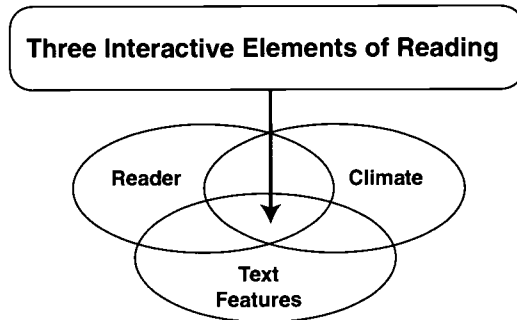 Three Interactive Elements of Reading
Reader
Climate
Text
Features